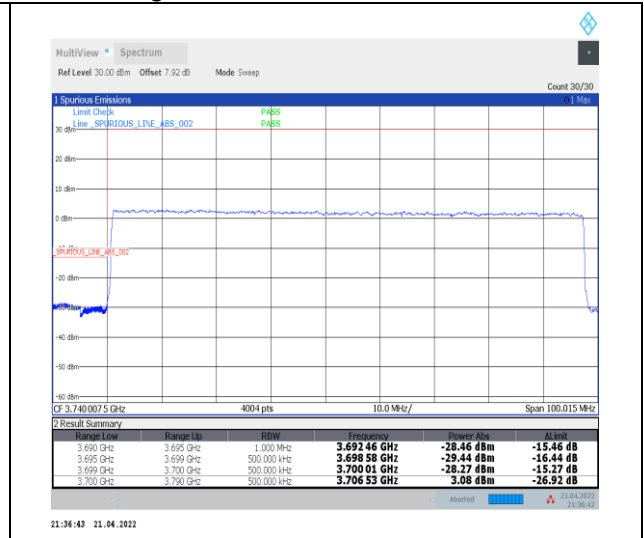 MultiView Spectrum
Ref Level 30.00 dBm Offset 7.92 dB Mode Sweep
Count 30/30
1 Spurious Emissions 1 Max
Limit Check PASS
Line _SPURIOUS_LINE_ABS_002 PASS
30 dBm
20 dBm
10 dBm
0 dBm
_SPURIOUS_LINE_ABS_002
-20 dBm
-40 dBm
-50 dBm
-60 dBm
CF 3.740 007 5 GHz 4004 pts 10.0 MHz/ Span 100.015 MHz
2 Result Summary
Range Low Range Up RBW Frequency Power Abs ΔLimit
3.690 GHz 3.695 GHz 1.000 MHz 3.692 46 GHz -28.46 dBm -15.46 dB
3.695 GHz 3.699 GHz 500.000 kHz 3.698 58 GHz -29.44 dBm -16.44 dB
3.699 GHz 3.700 GHz 500.000 kHz 3.700 01 GHz -28.27 dBm -15.27 dB
3.700 GHz 3.790 GHz 500.000 kHz 3.706 53 GHz 3.08 dBm -26.92 dB
Aborted 21.04.2022
21:36:42
21:36:43 21.04.2022